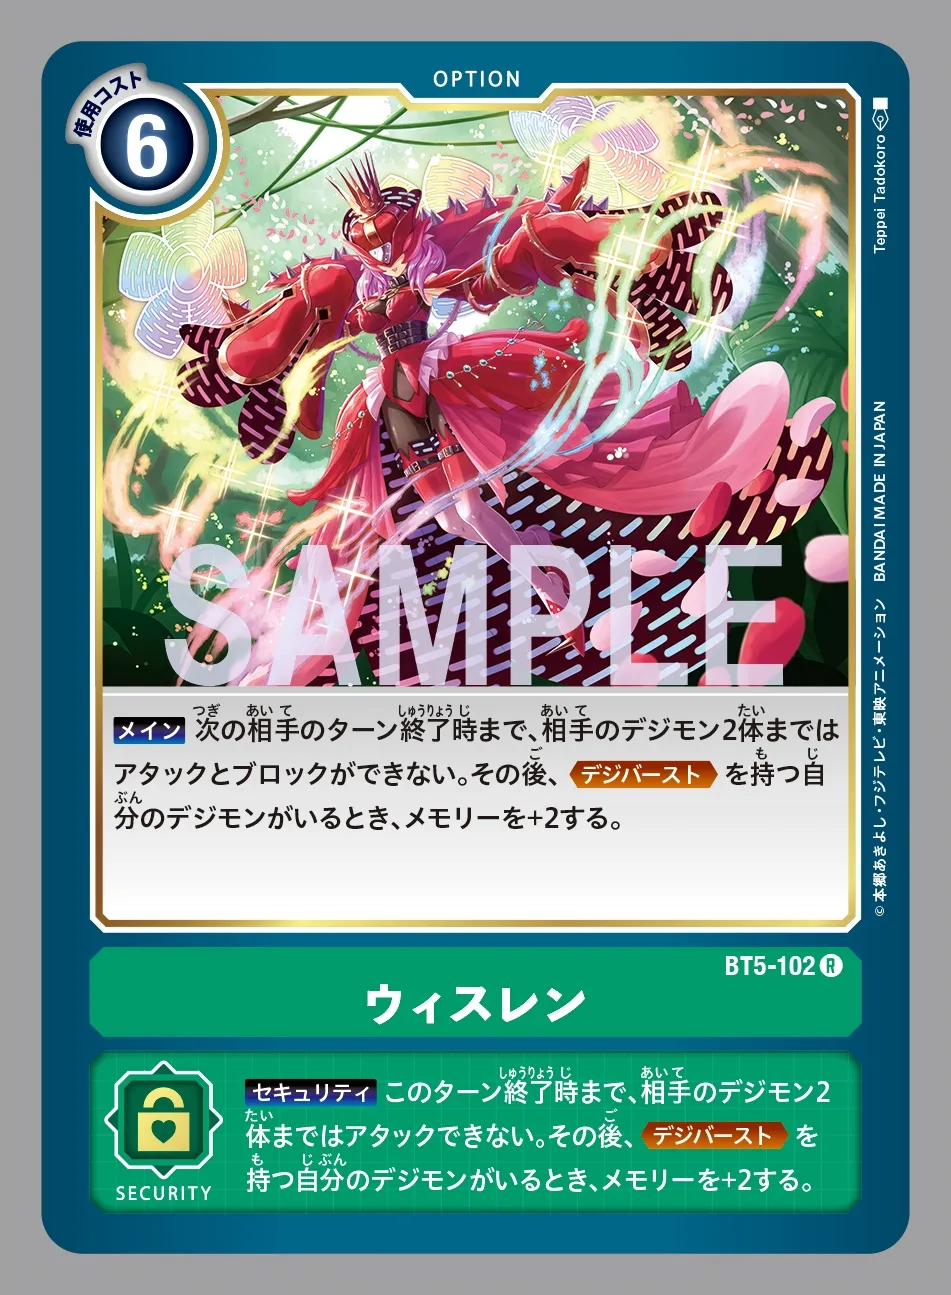 OPTION
使用コスト
6
Teppei Tadokoro
BANDAI MADE IN JAPAN
©本郷あきよし・フジテレビ・東映アニメーション
SAMPLE
メイン 次の相手のターン終了時まで、相手のデジモン2体までは
アタックとブロックができない。その後、デジバースト を持つ自
分のデジモンがいるとき、メモリーを+2する。
BT5-102 R
ウィスレン
セキュリティ このターン終了時まで、相手のデジモン2
体まではアタックできない。その後、デジバースト を
持つ自分のデジモンがいるとき、メモリーを+2する。
SECURITY